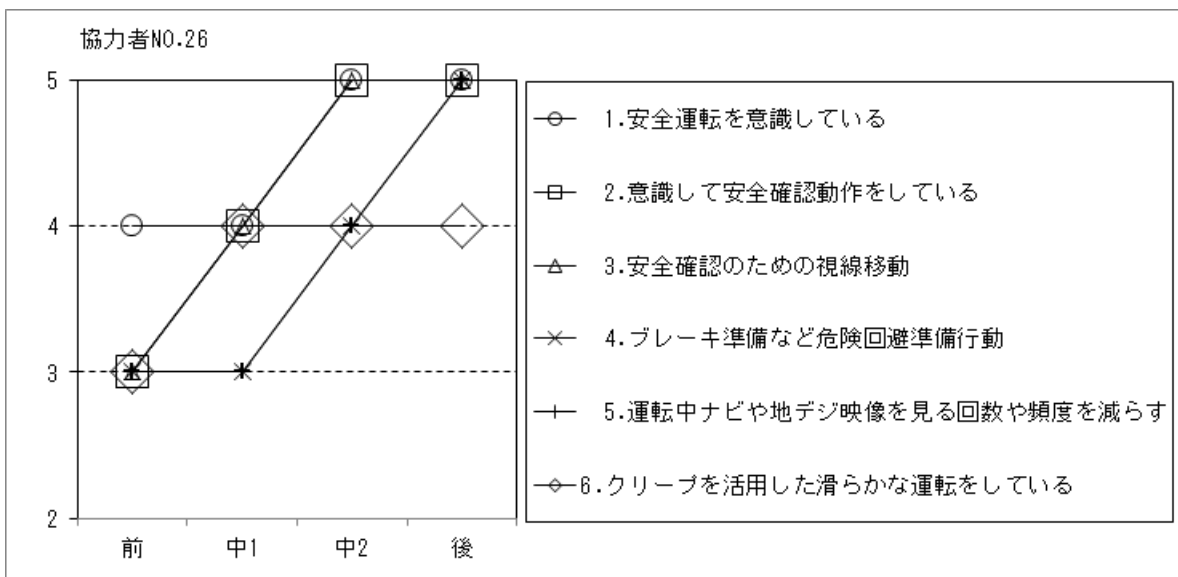 協力者NO.26
5
4
3
2
前 中1 中2 後
1.安全運転を意識している
2.意識して安全確認動作をしている
3.安全確認のための視線移動
4.ブレーキ準備など危険回避準備行動
5.運転中ナビや地デジ映像を見る回数や頻度を減らす
6.クリープを活用した滑らかな運転をしている